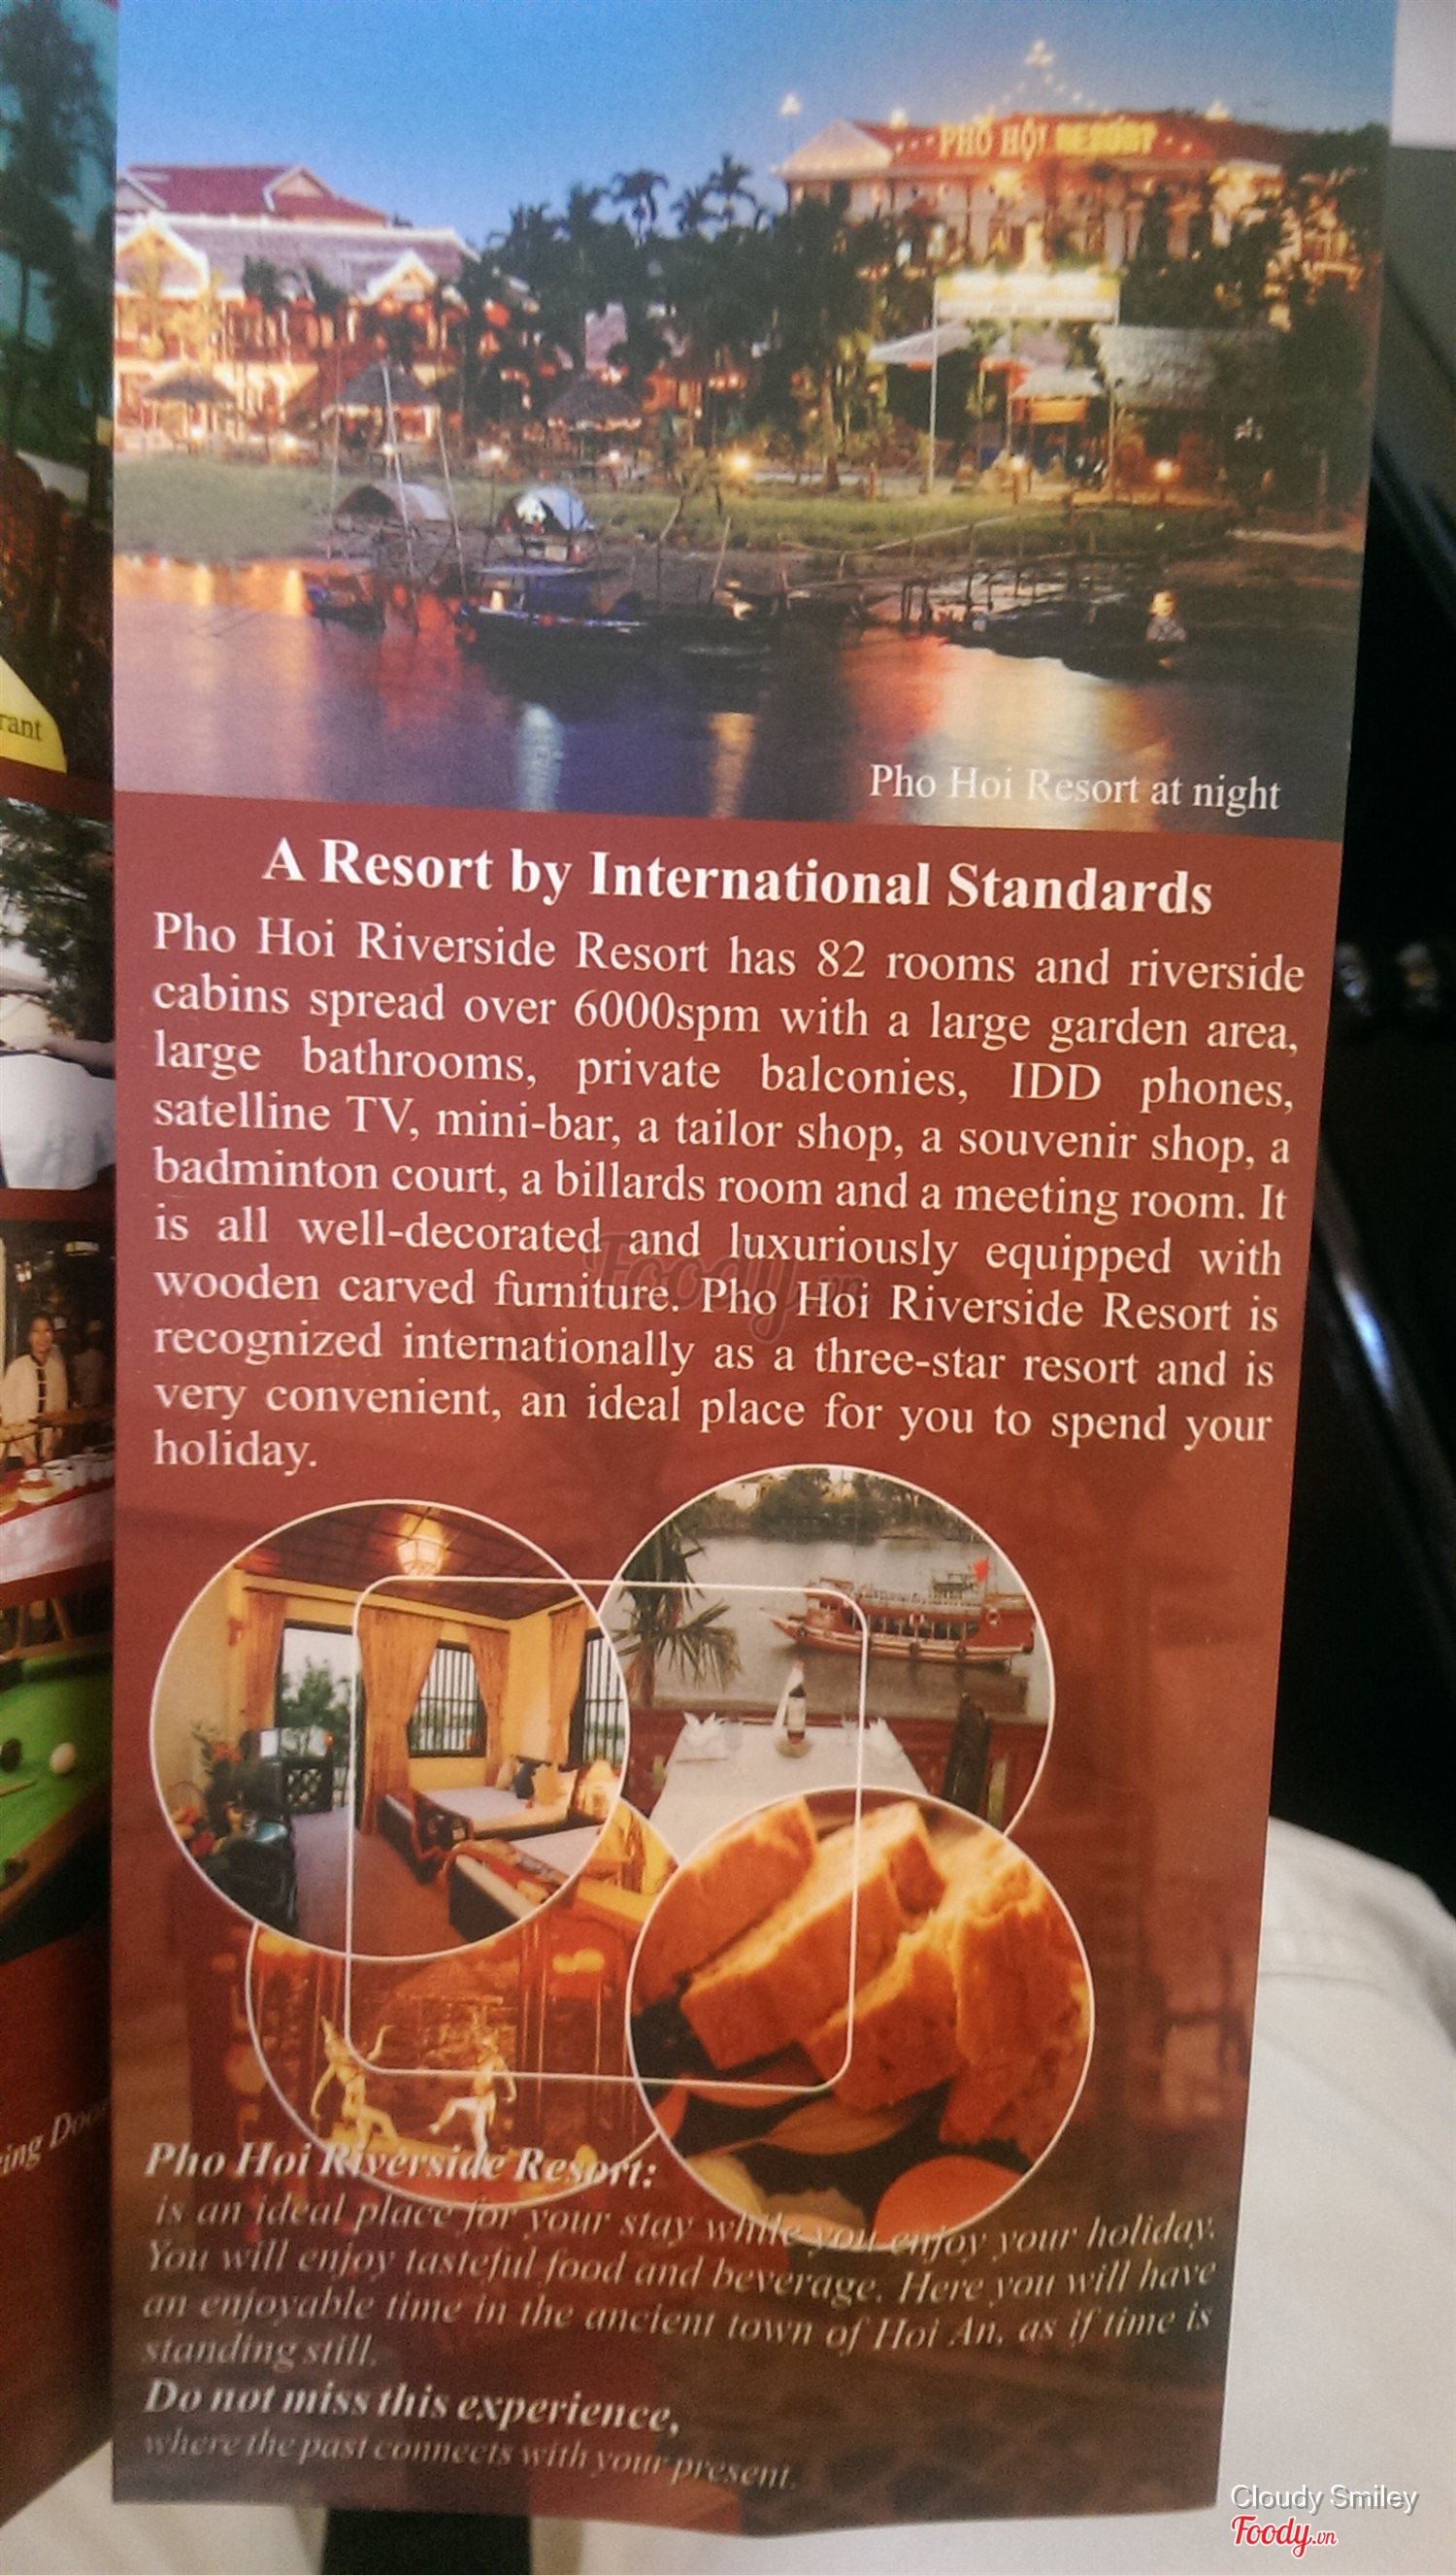 PHỐ HỘI RESORT
rant
Pho Hoi Resort at night
A Resort by International Standards
Pho Hoi Riverside Resort has 82 rooms and riverside
cabins spread over 6000spm with a large garden area,
large bathrooms, private balconies, IDD phones,
satelline TV, mini-bar, a tailor shop, a souvenir shop, a
badminton court, a billards room and a meeting room. It
is all well-decorated and luxuriously equipped with
wooden carved furniture. Pho Hoi Riverside Resort is
recognized internationally as a three-star resort and is
very convenient, an ideal place for you to spend your
holiday.
Foody.vn
ing Doo
Pho Hoi Riverside Resort:
is an ideal place for your stay while you enjoy your holiday.
You will enjoy tasteful food and beverage. Here you will have
an enjoyable time in the ancient town of Hoi An, as if time is
standing still.
Do not miss this experience,
where the past connects with your present.
Cloudy Smiley
Foody.vn